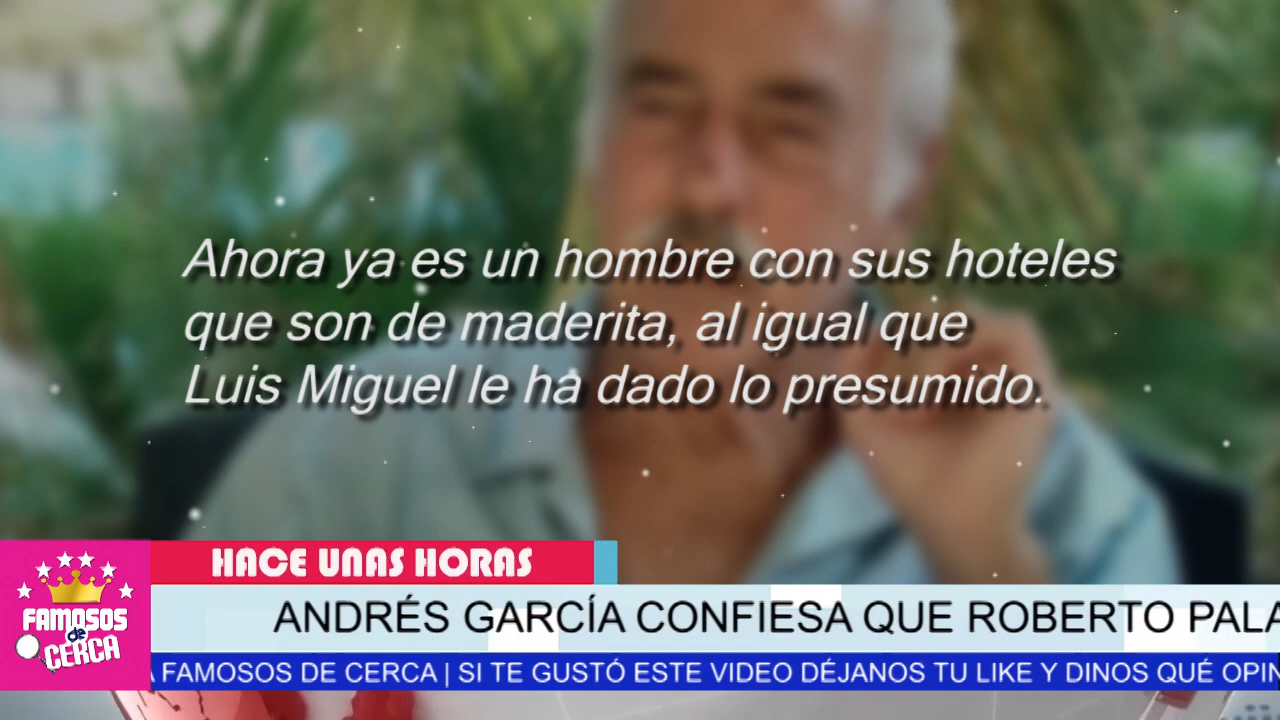 Ahora ya es un hombre con sus hoteles
que son de maderita, al igual que
Luis Miguel le ha dado lo presumido.
HACE UNAS HORAS
ANDRÉS GARCÍA CONFIESA QUE ROBERTO PALA
FAMOSOS
de
CERCA
A FAMOSOS DE CERCA | SI TE GUSTÓ ESTE VIDEO DÉJANOS TU LIKE Y DINOS QUÉ OPIN